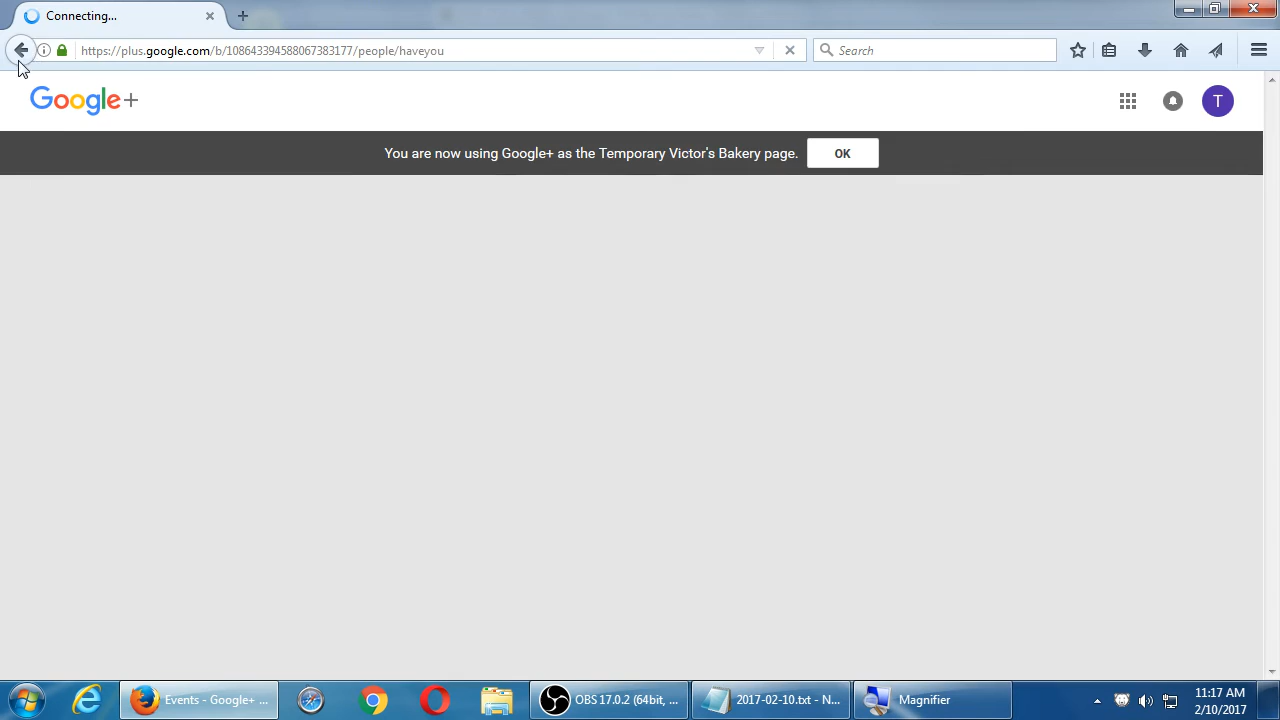 Connecting...
https://plus.google.com/b/108643394588067383177/people/haveyou
Search
Google+
T
You are now using Google+ as the Temporary Victor's Bakery page.
OK
Events - Google+ ...
OBS 17.0.2 (64bit, ...
2017-02-10.txt - N...
Magnifier
11:17 AM
2/10/2017